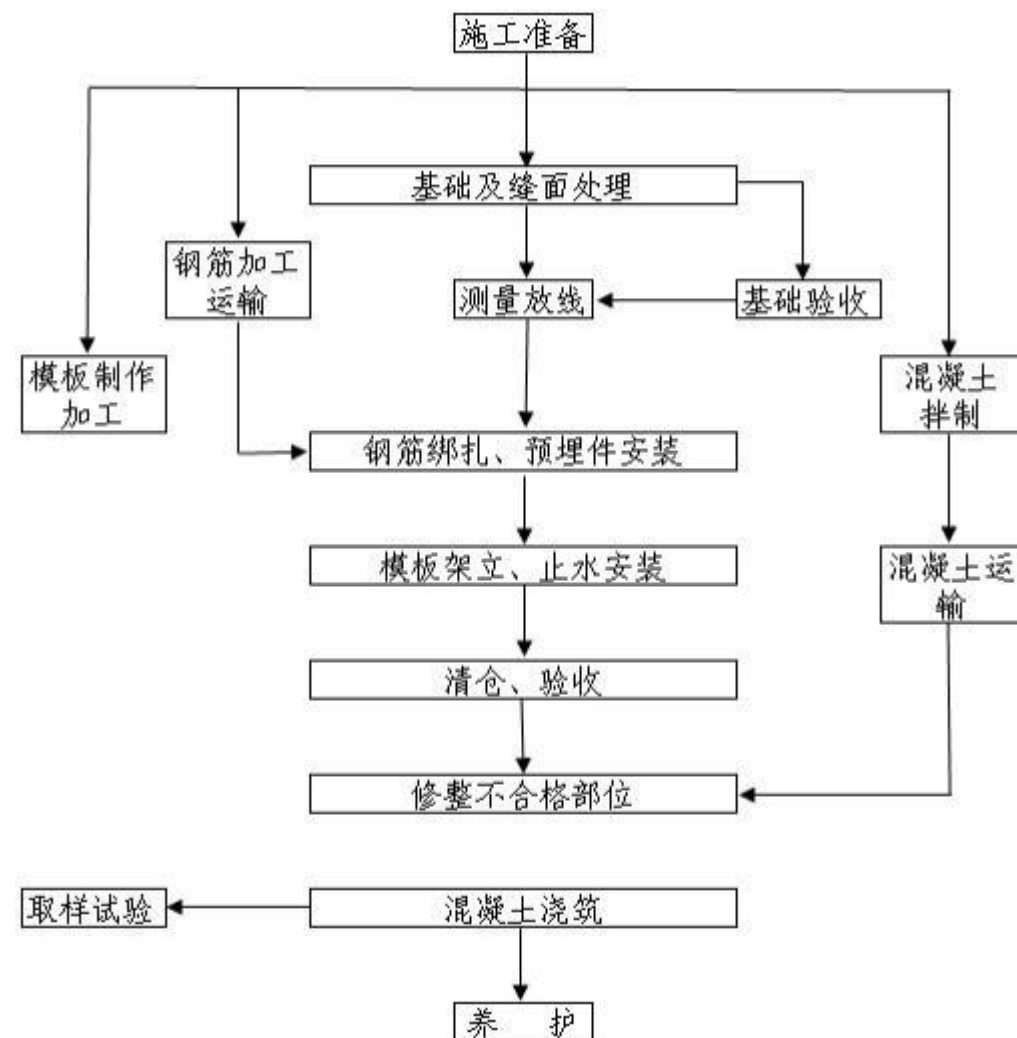 施工准备
基础及缝面处理
钢筋加工
运输
测量放线
基础验收
模板制作
加工
混凝土
拌制
钢筋绑扎、预埋件安装
模板架立、止水安装
混凝土运
输
清仓、验收
修整不合格部位
取样试验
混凝土浇筑
养 护